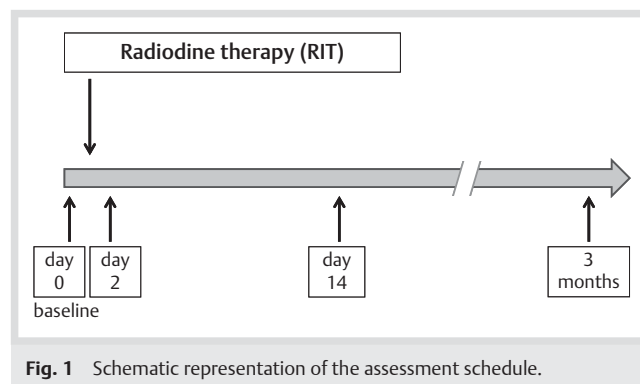 Radiodine therapy (RIT)
day
0
day
2
day
14
3
months
baseline
Fig. 1 Schematic representation of the assessment schedule.